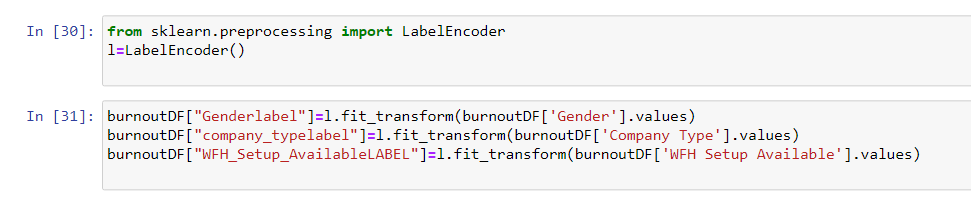 In [30]: from sklearn.preprocessing import LabelEncoder
l=LabelEncoder()
In [31]: burnoutDF["Genderlabel"]=l.fit_transform(burnoutDF['Gender'].values)
burnoutDF["company_typelabel"]=l.fit_transform(burnoutDF['Company Type'].values)
burnoutDF["WFH_Setup_AvailableLABEL"]=l.fit_transform(burnoutDF['WFH Setup Available'].values)